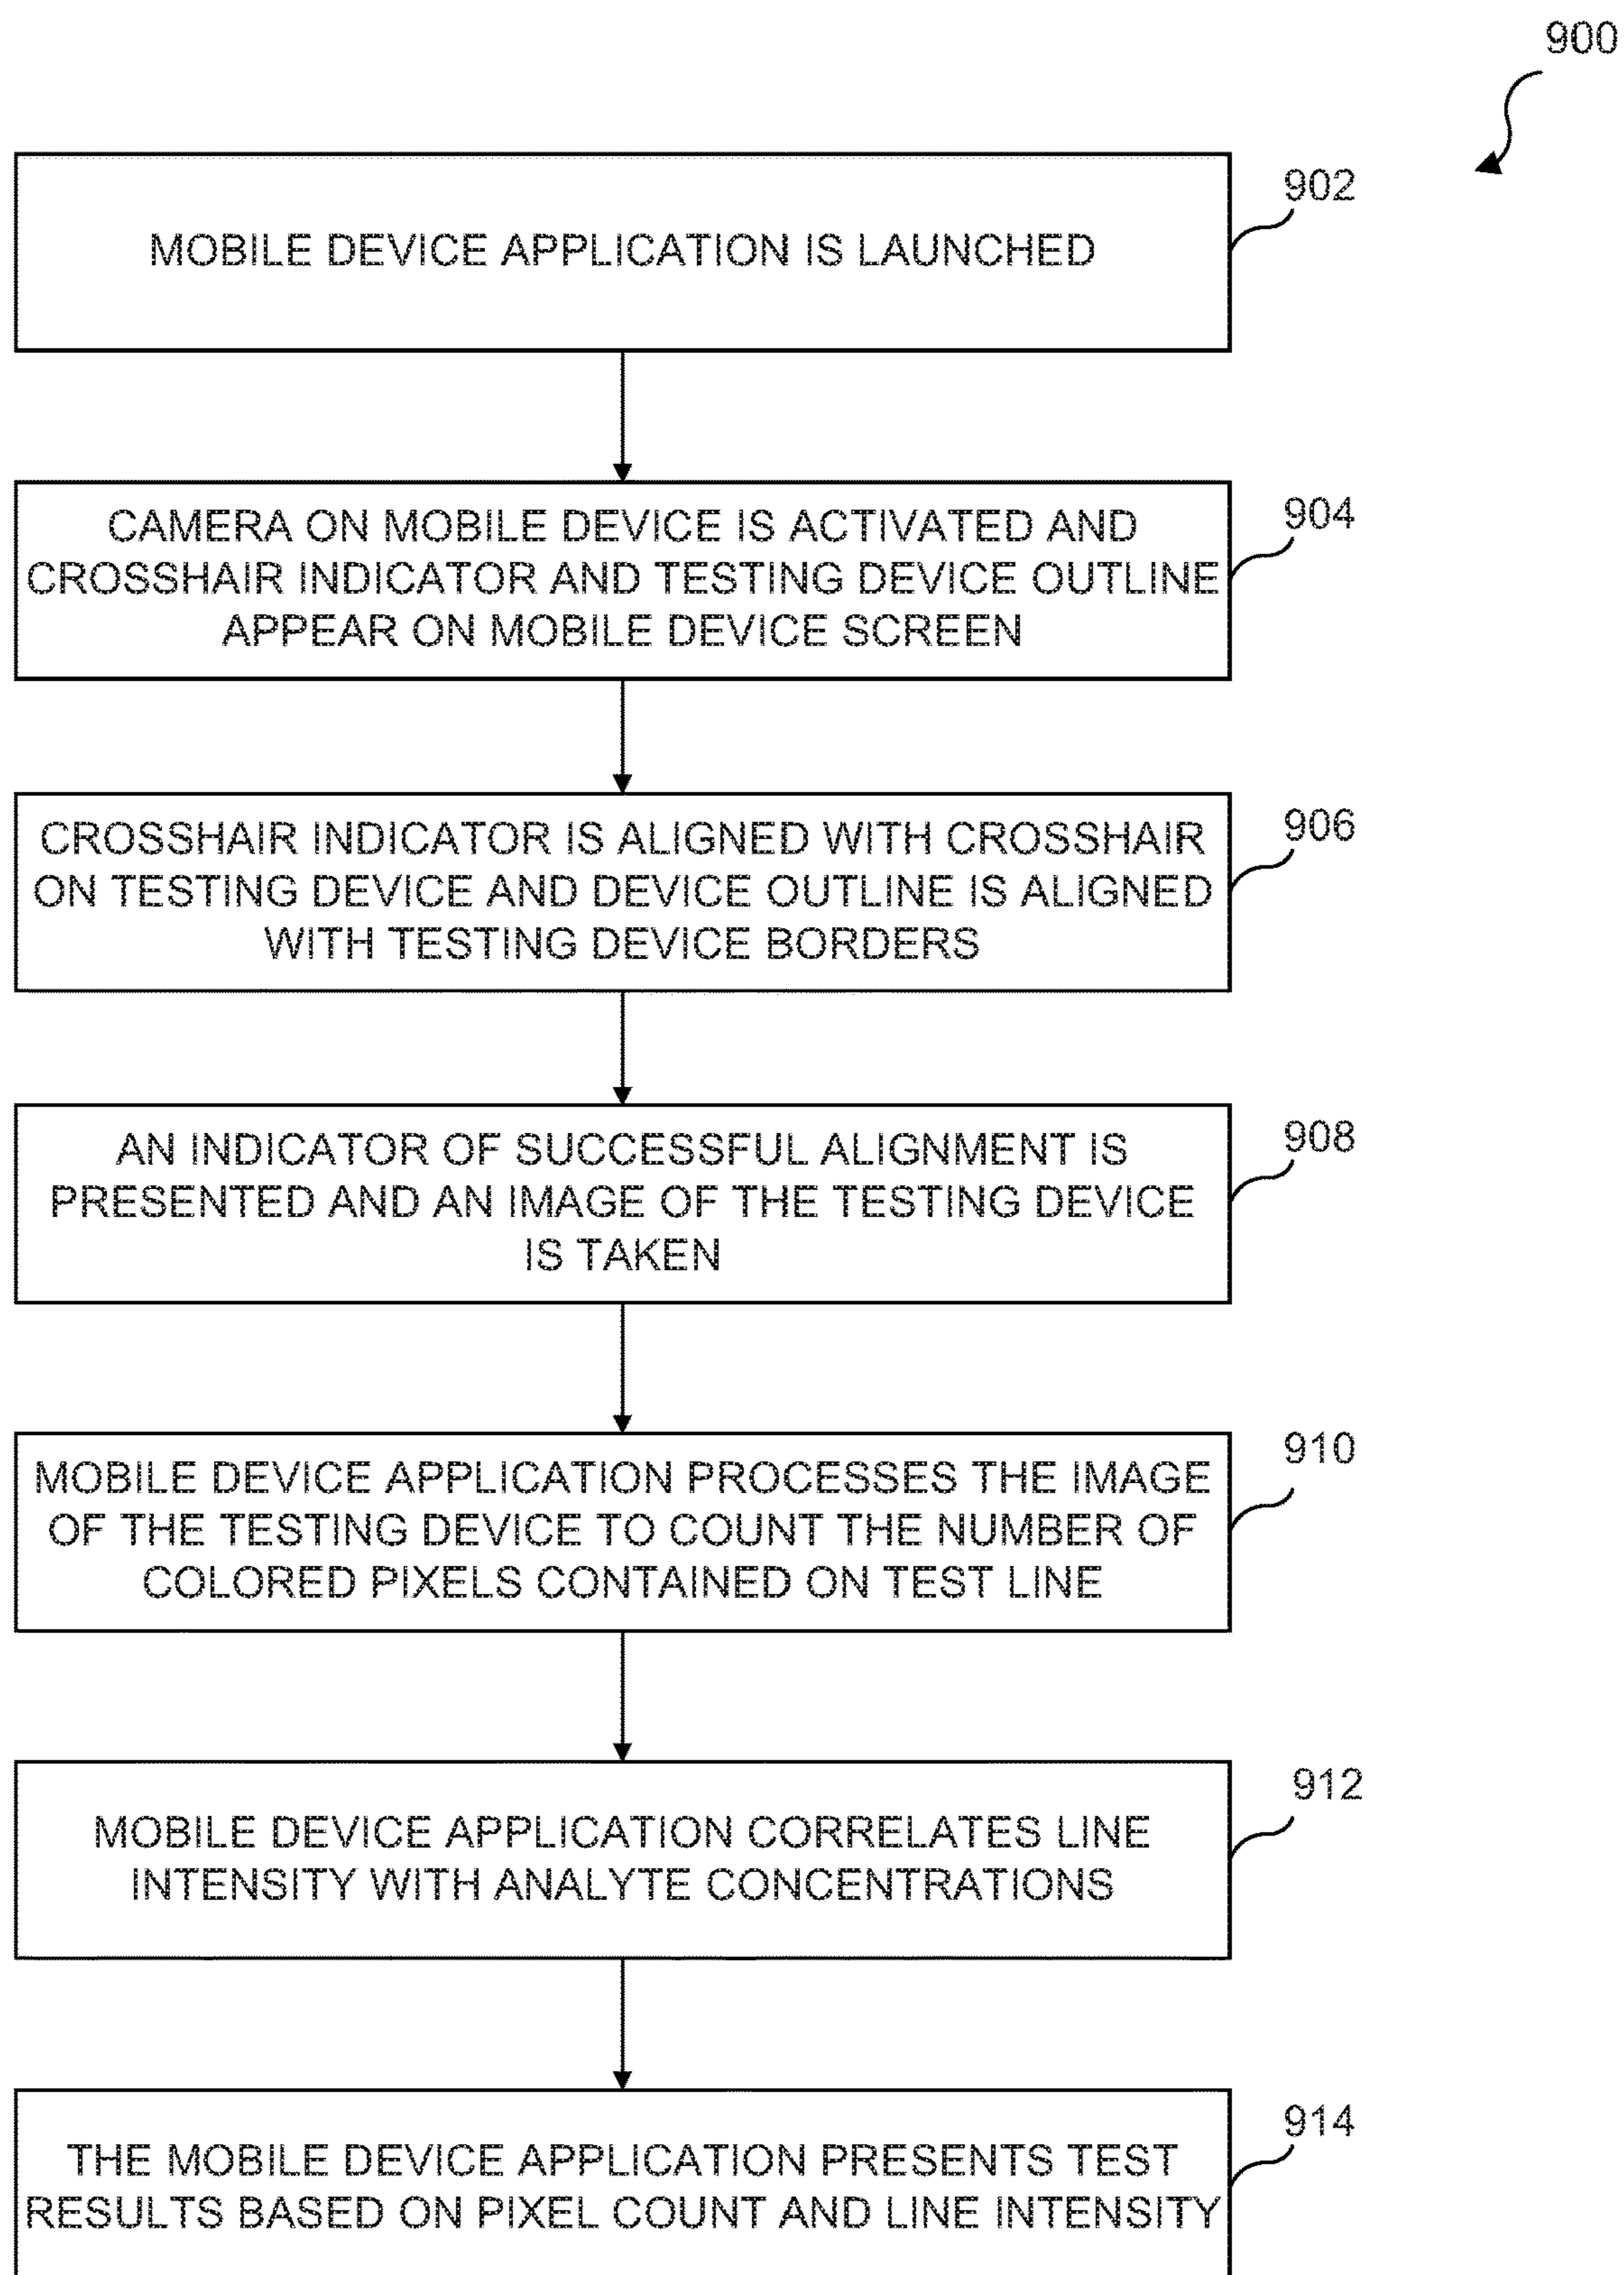 900
902
MOBILE DEVICE APPLICATION IS LAUNCHED
904
CAMERA ON MOBILE DEVICE IS ACTIVATED AND
CROSSHAIR INDICATOR AND TESTING DEVICE OUTLINE
APPEAR ON MOBILE DEVICE SCREEN
906
CROSSHAIR INDICATOR IS ALIGNED WITH CROSSHAIR
ON TESTING DEVICE AND DEVICE OUTLINE IS ALIGNED
WITH TESTING DEVICE BORDERS
908
AN INDICATOR OF SUCCESSFUL ALIGNMENT IS
PRESENTED AND AN IMAGE OF THE TESTING DEVICE
IS TAKEN
910
MOBILE DEVICE APPLICATION PROCESSES THE IMAGE
OF THE TESTING DEVICE TO COUNT THE NUMBER OF
COLORED PIXELS CONTAINED ON TEST LINE
912
MOBILE DEVICE APPLICATION CORRELATES LINE
INTENSITY WITH ANALYTE CONCENTRATIONS
914
THE MOBILE DEVICE APPLICATION PRESENTS TEST
RESULTS BASED ON PIXEL COUNT AND LINE INTENSITY